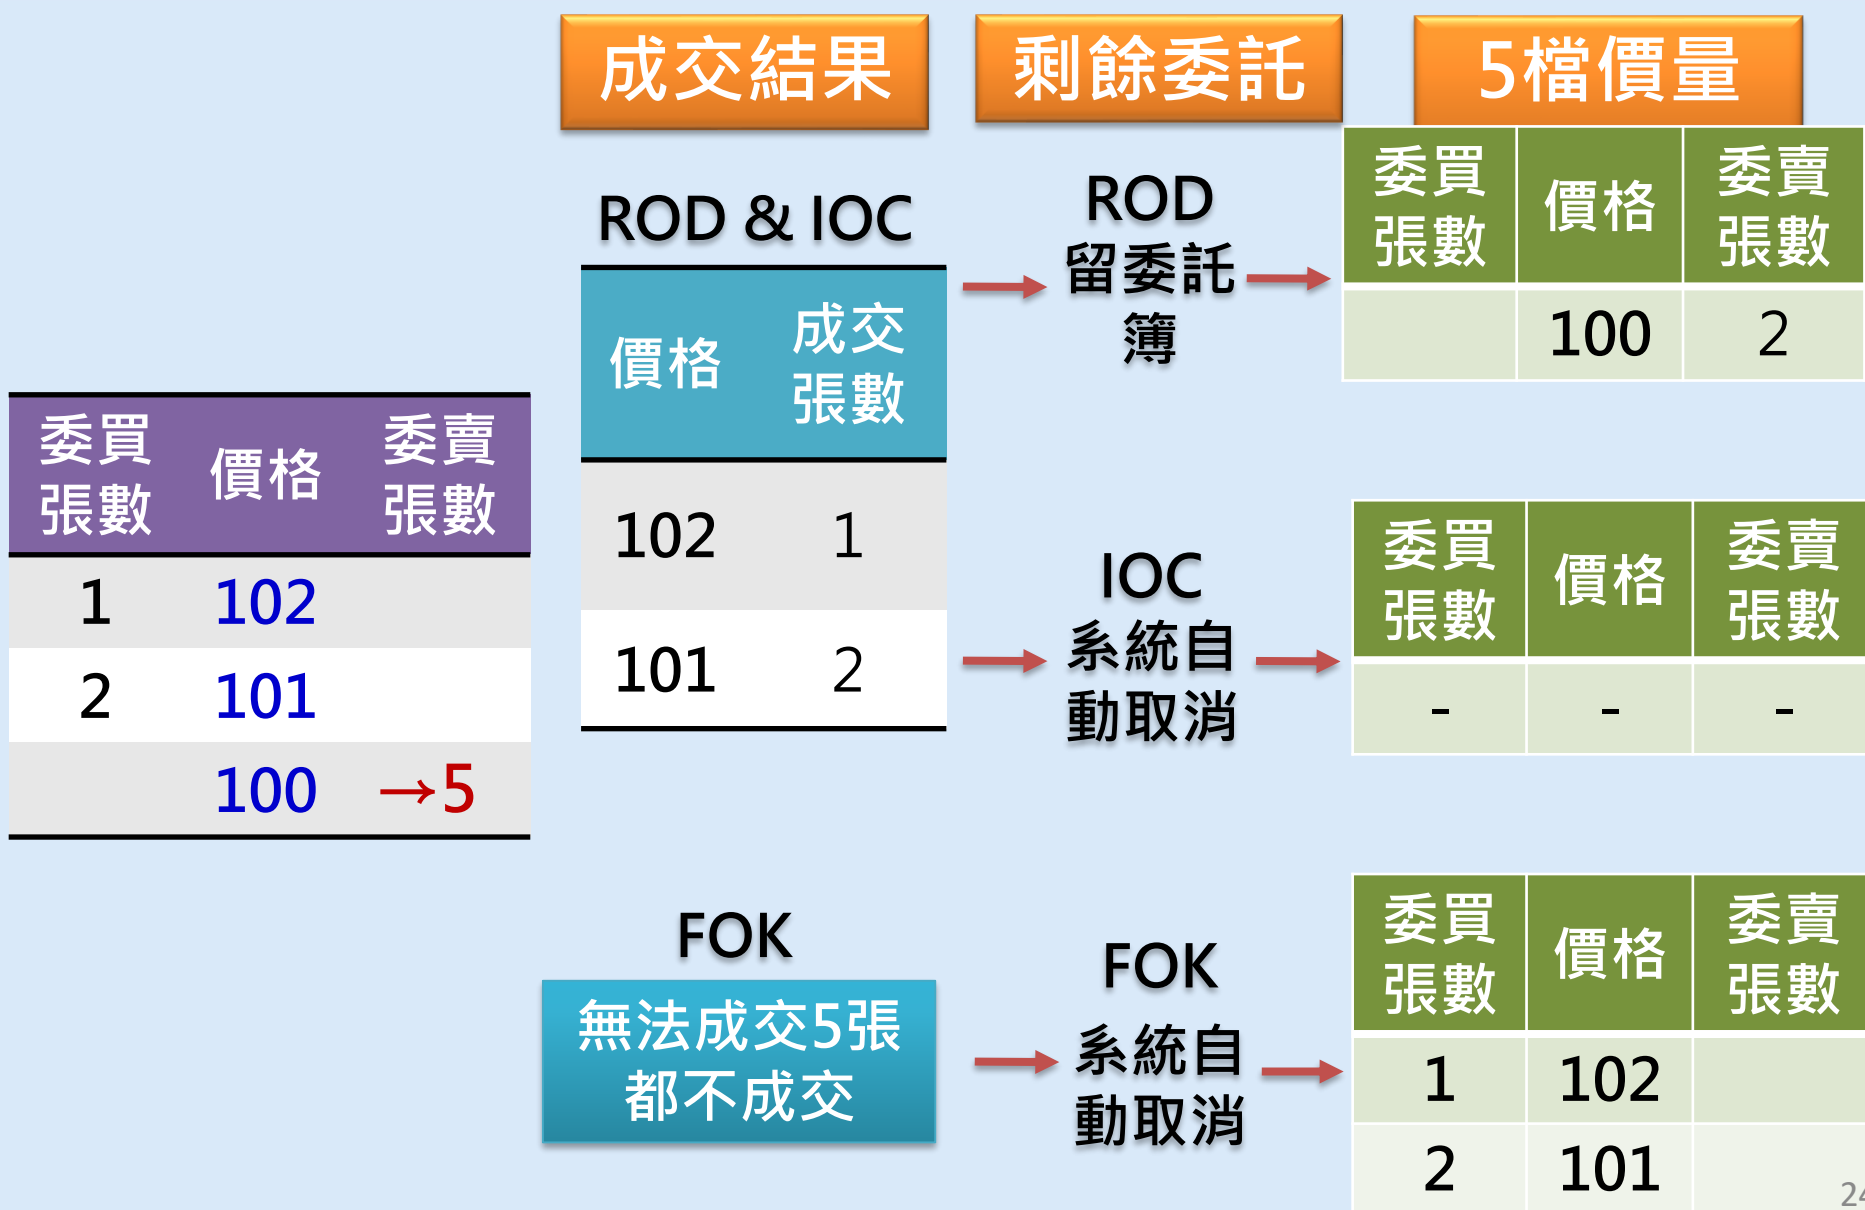 成交結果
剩餘委託
5檔價量
委買
張數
價格
委賣
張數
1 102
2 101
100 →5
ROD & IOC
價格
成交
張數
102 1
101 2
ROD
留委託
簿
委買
張數
價格
委賣
張數
100 2
IOC
系統自
動取消
委買
張數
價格
委賣
張數
- - -
FOK
無法成交5張
都不成交
FOK
系統自
動取消
委買
張數
價格
委賣
張數
1 102
2 101
24